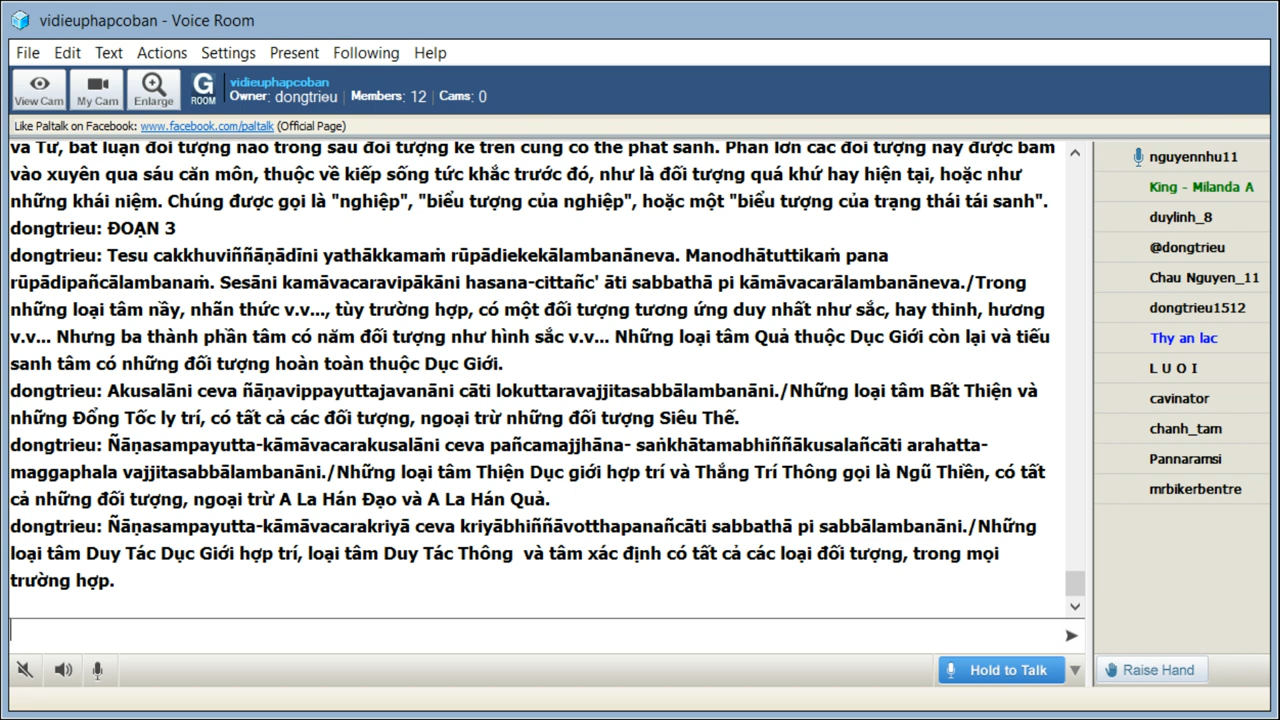 vidieuphapcoban - Voice Room
File Edit Text Actions Settings Present Following Help
View Cam
My Cam
Enlarge
G ROOM
vidieuphapcoban
Owner: dongtrieu | Members: 12 | Cams: 0
Like Paltalk on Facebook: www.facebook.com/paltalk (Official Page)
và Tư, bất luận đối tượng nào trong sáu đối tượng kể trên cũng có thể phát sanh. Phần lớn các đối tượng này được bám
vào xuyên qua sáu căn môn, thuộc về kiếp sống tức khắc trước đó, như là đối tượng quá khứ hay hiện tại, hoặc như
những khái niệm. Chúng được gọi là "nghiệp", "biểu tượng của nghiệp", hoặc một "biểu tượng của trạng thái tái sanh".
dongtrieu: ĐOẠN 3
dongtrieu: Tesu cakkhuviññāṇādīni yathākkamaṁ rūpādiekekālambanāneva. Manodhātuttikaṁ pana
rūpādipañcālambanaṁ. Sesāni kamāvacaravipākāni hasana-cittañc' āti sabbathā pi kāmāvacarālambanāneva./Trong
những loại tâm nầy, nhãn thức v.v..., tùy trường hợp, có một đối tượng tương ứng duy nhất như sắc, hay thinh, hương
v.v... Nhưng ba thành phần tâm có năm đối tượng như hình sắc v.v... Những loại tâm Quả thuộc Dục Giới còn lại và tiếu
sanh tâm có những đối tượng hoàn toàn thuộc Dục Giới.
dongtrieu: Akusalāni ceva ñāṇavippayuttajavanāni cāti lokuttaravajjitasabbālambanāni./Những loại tâm Bất Thiện và
những Đổng Tốc ly trí, có tất cả các đối tượng, ngoại trừ những đối tượng Siêu Thế.
dongtrieu: Ñāṇasampayutta-kāmāvacarakusalāni ceva pañcamajjhāna- saṅkhātamabhiññākusalañcāti arahatta-
maggaphala vajjitasabbālambanāni./Những loại tâm Thiện Dục giới hợp trí và Thắng Trí Thông gọi là Ngũ Thiền, có tất
cả những đối tượng, ngoại trừ A La Hán Đạo và A La Hán Quả.
dongtrieu: Ñāṇasampayutta-kāmāvacarakriyā ceva kriyābhiññāvotthapanañcāti sabbathā pi sabbālambanāni./Những
loại tâm Duy Tác Dục Giới hợp trí, loại tâm Duy Tác Thông và tâm xác định có tất cả các loại đối tượng, trong mọi
trường hợp.
nguyennhu11
King - Milanda A
duylinh_8
@dongtrieu
Chau Nguyen_11
dongtrieu1512
Thy an lac
L U O I
cavinator
chanh_tam
Pannaramsi
mrbikerbentre
Hold to Talk
Raise Hand